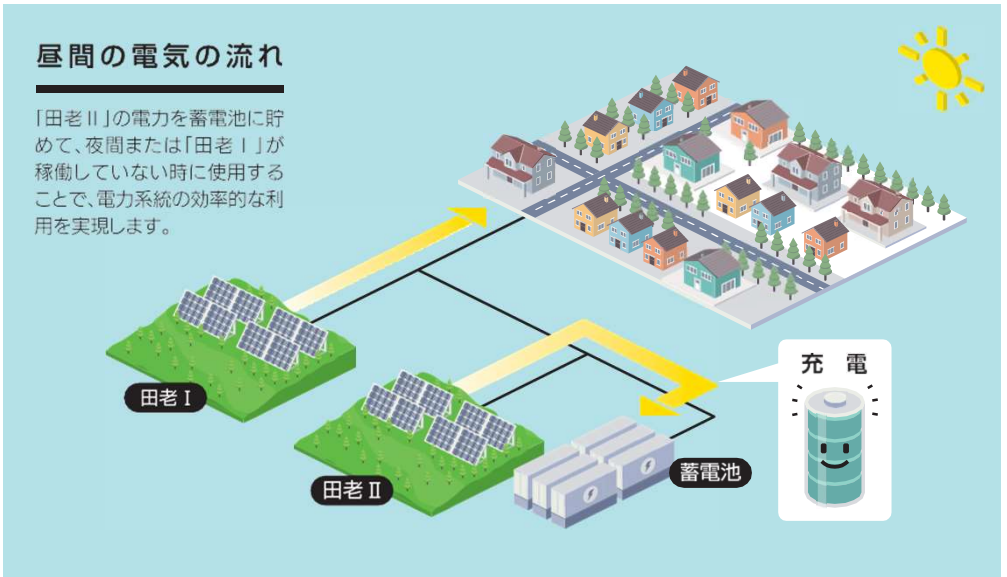 昼間の電気の流れ
「田老Ⅱ」の電力を蓄電池に貯
めて、夜間または「田老Ⅰ」が
稼働していない時に使用する
ことで、電力系統の効率的な利
用を実現します。
田老Ⅰ
田老Ⅱ
蓄電池
充電